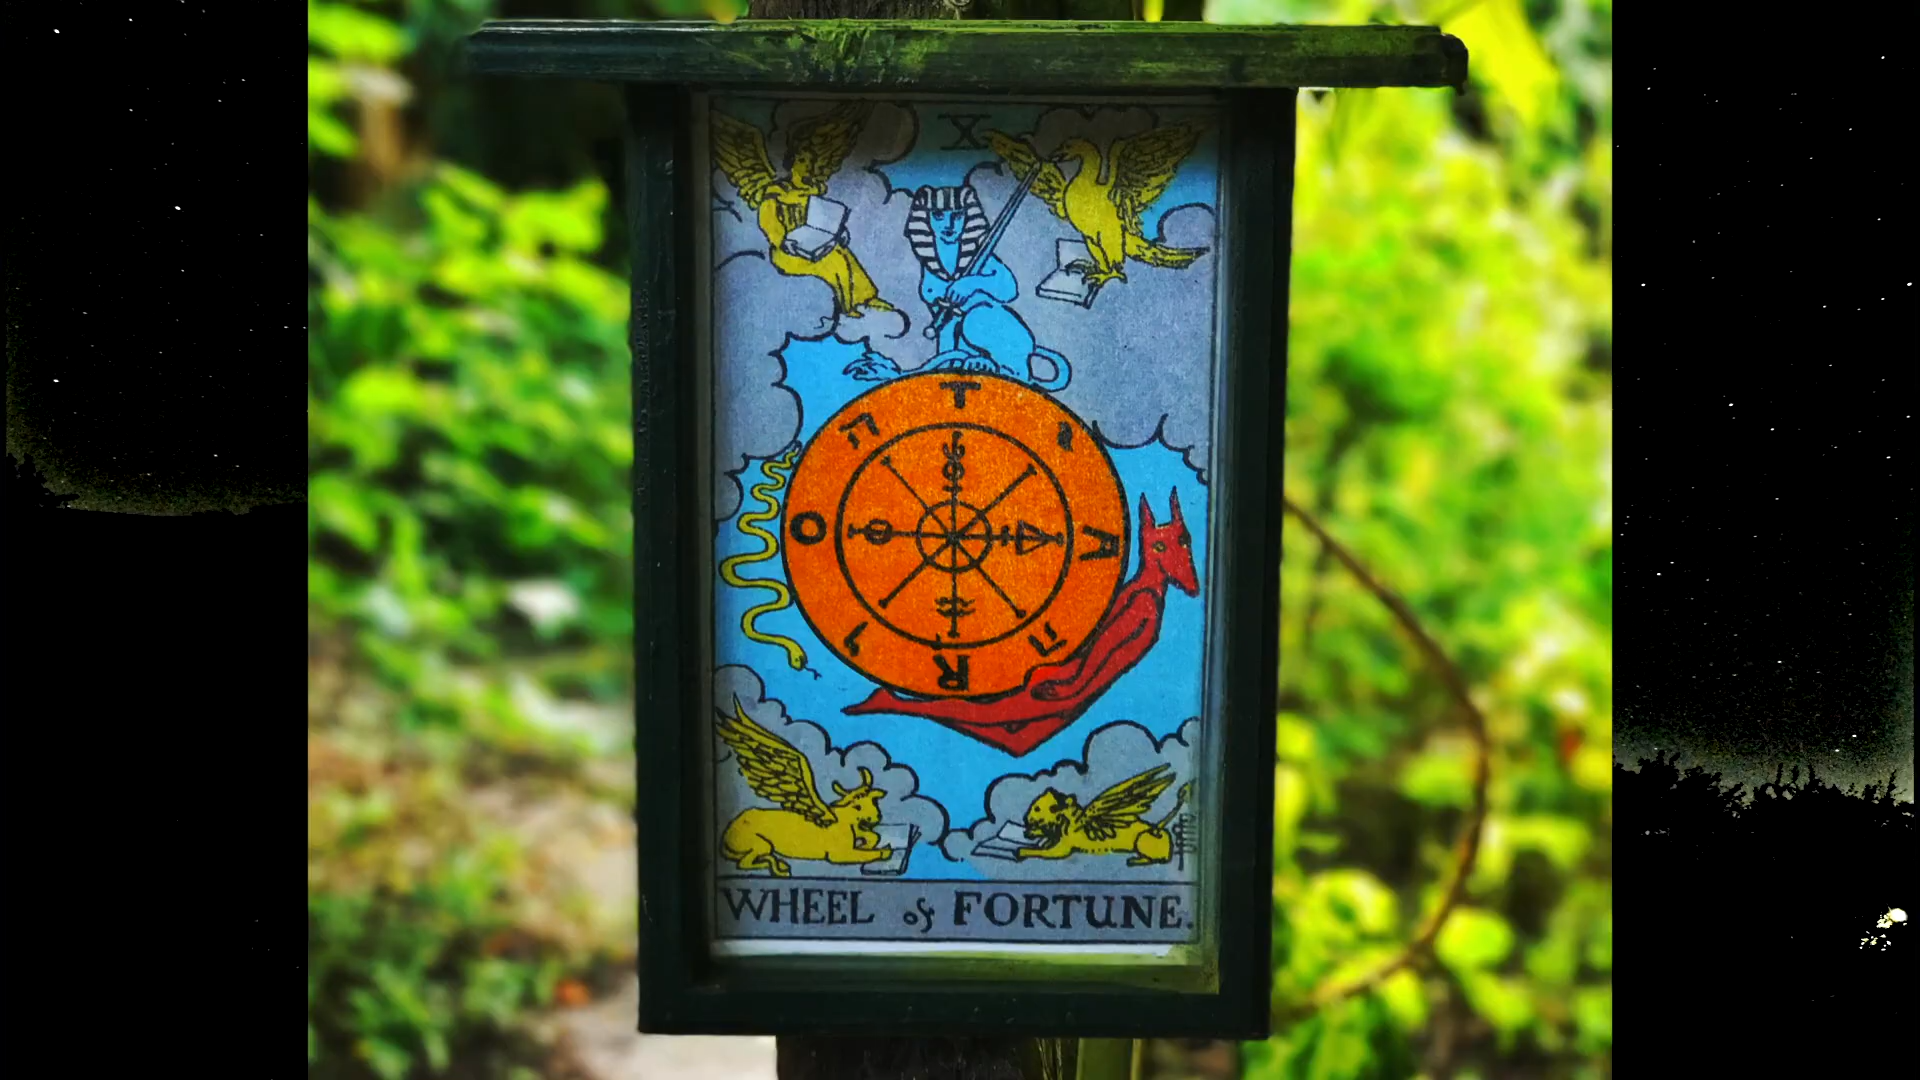 X
T
י
A
ה
R
ו
O
ה
WHEEL of FORTUNE.